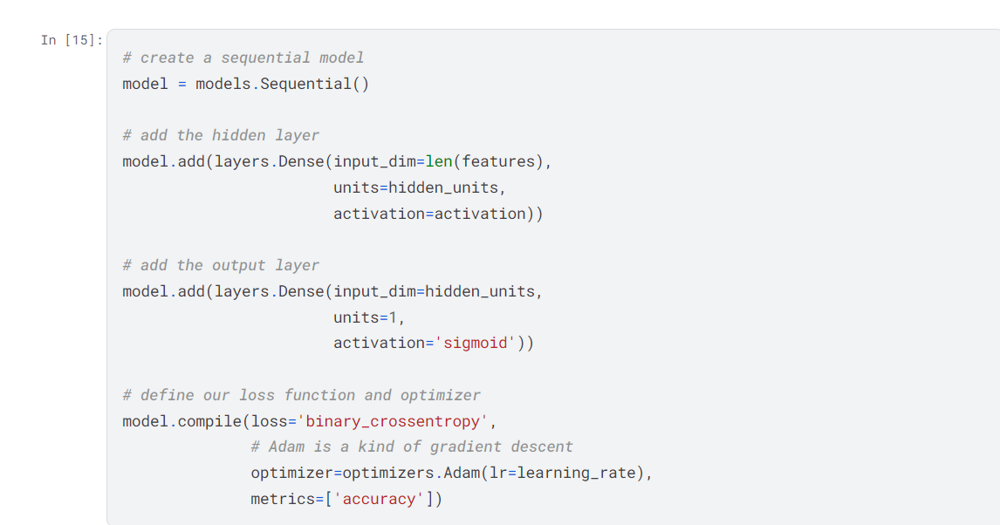 In [15]:
# create a sequential model
model = models.Sequential()
# add the hidden layer
model.add(layers.Dense(input_dim=len(features),
units=hidden_units,
activation=activation))
# add the output layer
model.add(layers.Dense(input_dim=hidden_units,
units=1,
activation='sigmoid'))
# define our loss function and optimizer
model.compile(loss='binary_crossentropy',
# Adam is a kind of gradient descent
optimizer=optimizers.Adam(lr=learning_rate),
metrics=['accuracy'])